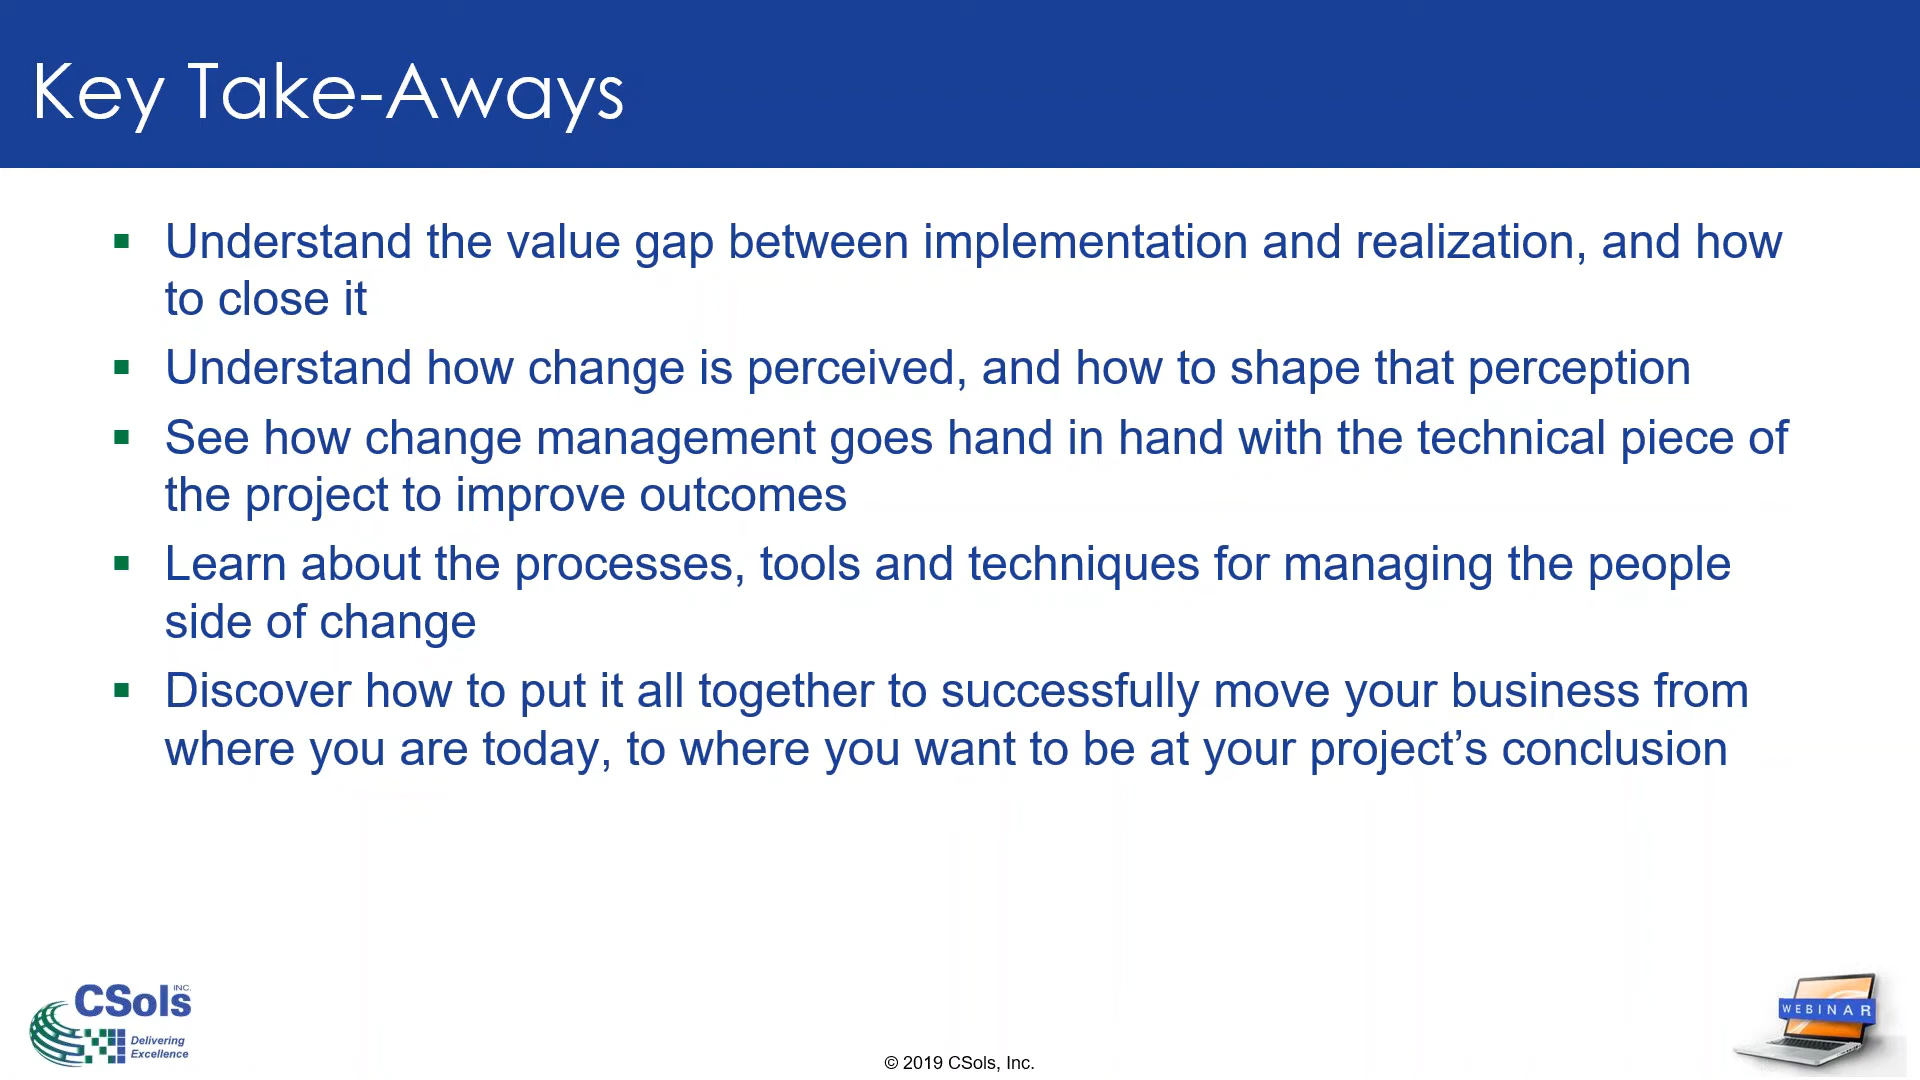 Key Take-Aways
Understand the value gap between implementation and realization, and how
to close it
Understand how change is perceived, and how to shape that perception
See how change management goes hand in hand with the technical piece of
the project to improve outcomes
Learn about the processes, tools and techniques for managing the people
side of change
Discover how to put it all together to successfully move your business from
where you are today, to where you want to be at your project’s conclusion
CSols INC.
Delivering
Excellence
© 2019 CSols, Inc.
WEBINAR